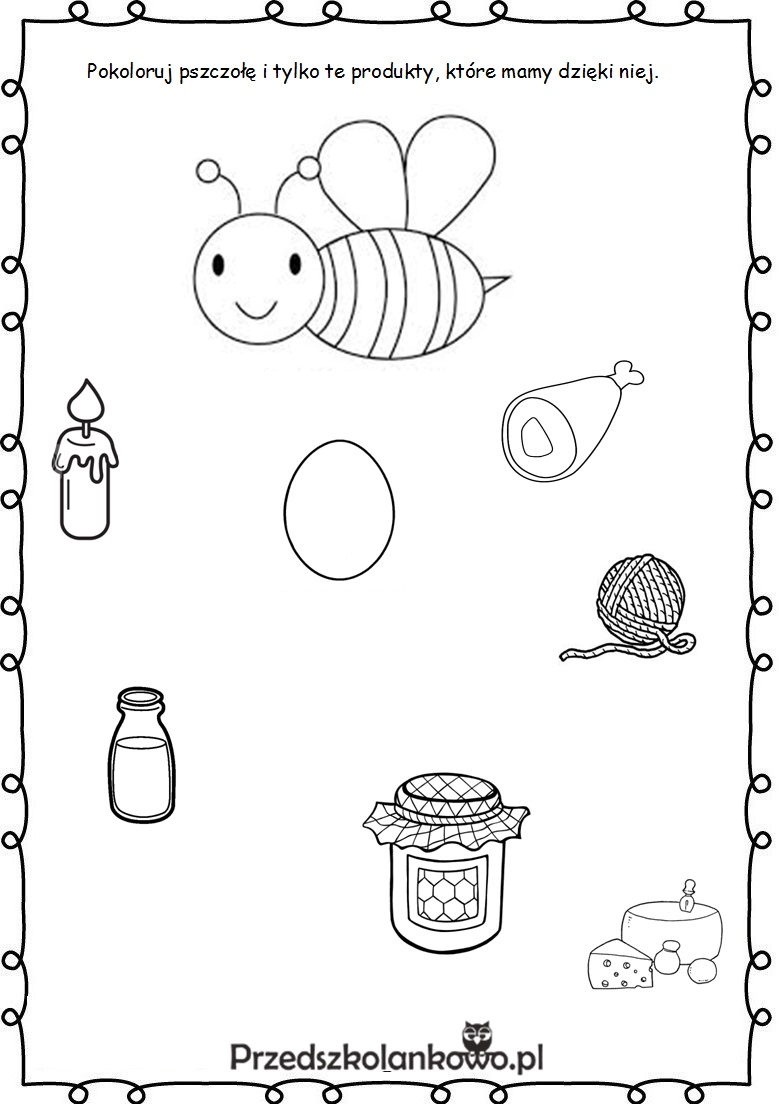 Pokoloruj pszczołę i tylko te produkty, które mamy dzięki niej.
Przedszkolankowo.pl